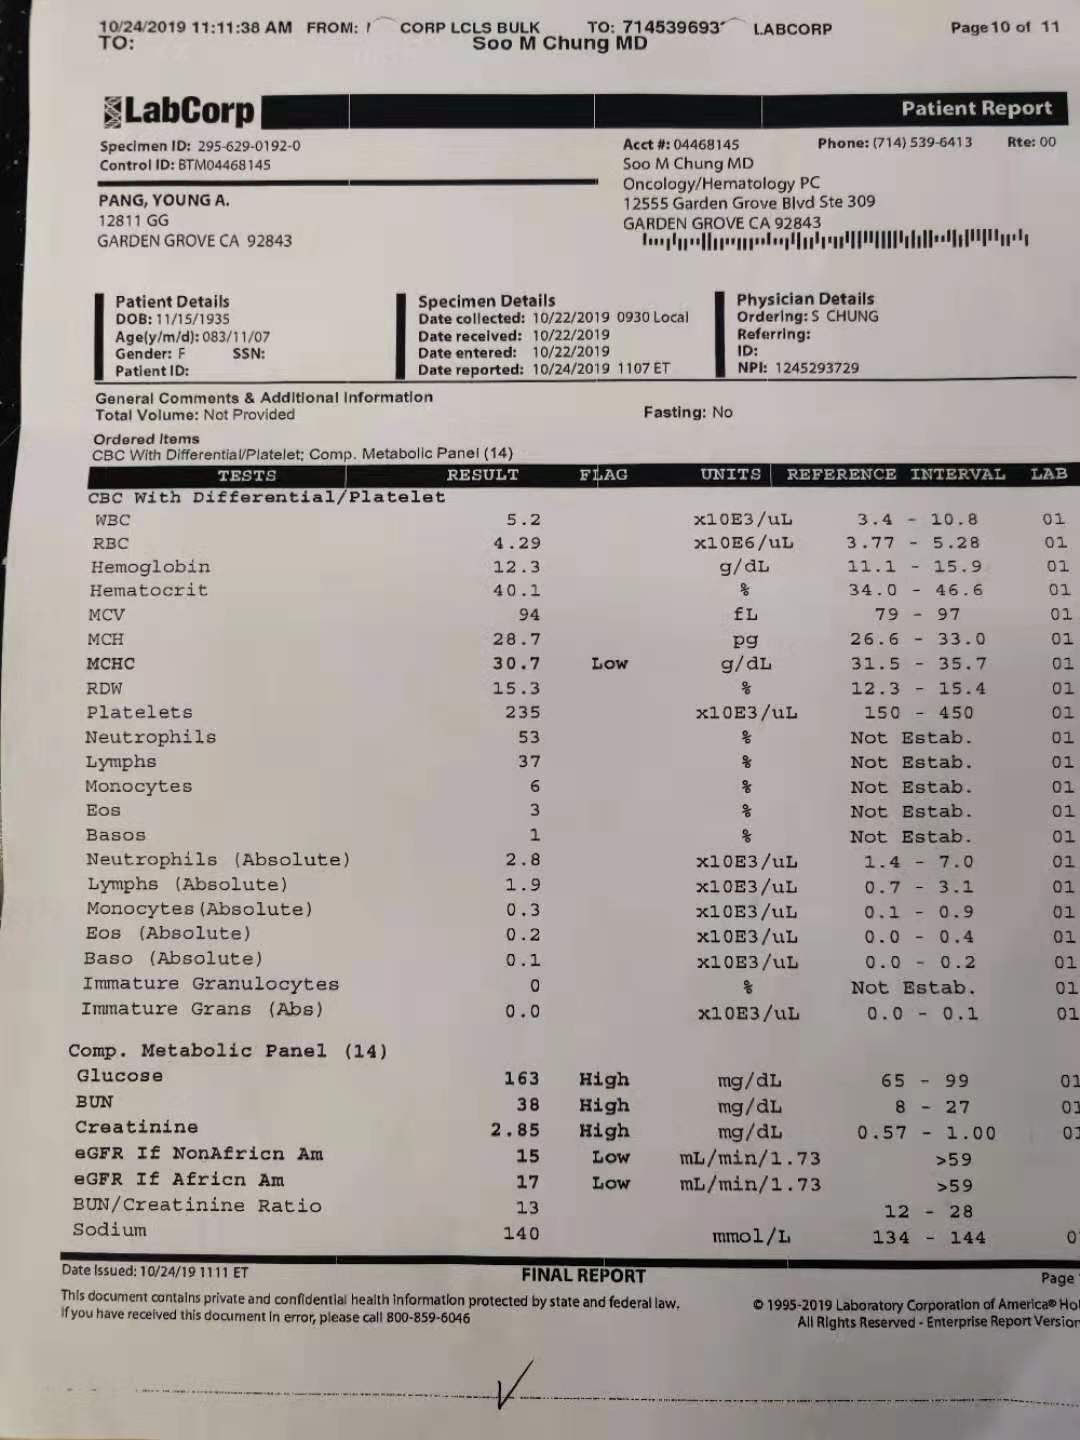 10/24/2019 11:11:38 AM FROM: CORP LCLS BULK TO: 714539693 LABCORP Page 10 of 11
TO: Soo M Chung MD
LabCorp
Patient Report
Specimen ID: 295-629-0192-0
Control ID: BTM04468145
Acct #: 04468145 Phone: (714) 539-6413 Rte: 00
Soo M Chung MD
Oncology/Hematology PC
12555 Garden Grove Blvd Ste 309
GARDEN GROVE CA 92843
PANG, YOUNG A.
12811 GG
GARDEN GROVE CA 92843
Patient Details
DOB: 11/15/1935
Age(y/m/d): 083/11/07
Gender: F SSN:
Patient ID:
Specimen Details
Date collected: 10/22/2019 0930 Local
Date received: 10/22/2019
Date entered: 10/22/2019
Date reported: 10/24/2019 1107 ET
Physician Details
Ordering: S CHUNG
Referring:
ID:
NPI: 1245293729
General Comments & Additional Information
Total Volume: Not Provided Fasting: No
Ordered Items
CBC With Differential/Platelet; Comp. Metabolic Panel (14)
TESTS RESULT FLAG UNITS REFERENCE INTERVAL LAB
CBC With Differential/Platelet
WBC 5.2 x10E3/uL 3.4 - 10.8 01
RBC 4.29 x10E6/uL 3.77 - 5.28 01
Hemoglobin 12.3 g/dL 11.1 - 15.9 01
Hematocrit 40.1 % 34.0 - 46.6 01
MCV 94 fL 79 - 97 01
MCH 28.7 pg 26.6 - 33.0 01
MCHC 30.7 Low g/dL 31.5 - 35.7 01
RDW 15.3 % 12.3 - 15.4 01
Platelets 235 x10E3/uL 150 - 450 01
Neutrophils 53 % Not Estab. 01
Lymphs 37 % Not Estab. 01
Monocytes 6 % Not Estab. 01
Eos 3 % Not Estab. 01
Basos 1 % Not Estab. 01
Neutrophils (Absolute) 2.8 x10E3/uL 1.4 - 7.0 01
Lymphs (Absolute) 1.9 x10E3/uL 0.7 - 3.1 01
Monocytes(Absolute) 0.3 x10E3/uL 0.1 - 0.9 01
Eos (Absolute) 0.2 x10E3/uL 0.0 - 0.4 01
Baso (Absolute) 0.1 x10E3/uL 0.0 - 0.2 01
Immature Granulocytes 0 % Not Estab. 01
Immature Grans (Abs) 0.0 x10E3/uL 0.0 - 0.1 01
Comp. Metabolic Panel (14)
Glucose 163 High mg/dL 65 - 99 01
BUN 38 High mg/dL 8 - 27 01
Creatinine 2.85 High mg/dL 0.57 - 1.00 01
eGFR If NonAfricn Am 15 Low mL/min/1.73 >59
eGFR If Africn Am 17 Low mL/min/1.73 >59
BUN/Creatinine Ratio 13 12 - 28
Sodium 140 mmol/L 134 - 144 0
Date Issued: 10/24/19 1111 ET FINAL REPORT Page
This document contains private and confidential health information protected by state and federal law.
If you have received this document in error, please call 800-859-6046
© 1995-2019 Laboratory Corporation of America® Hol
All Rights Reserved - Enterprise Report Version